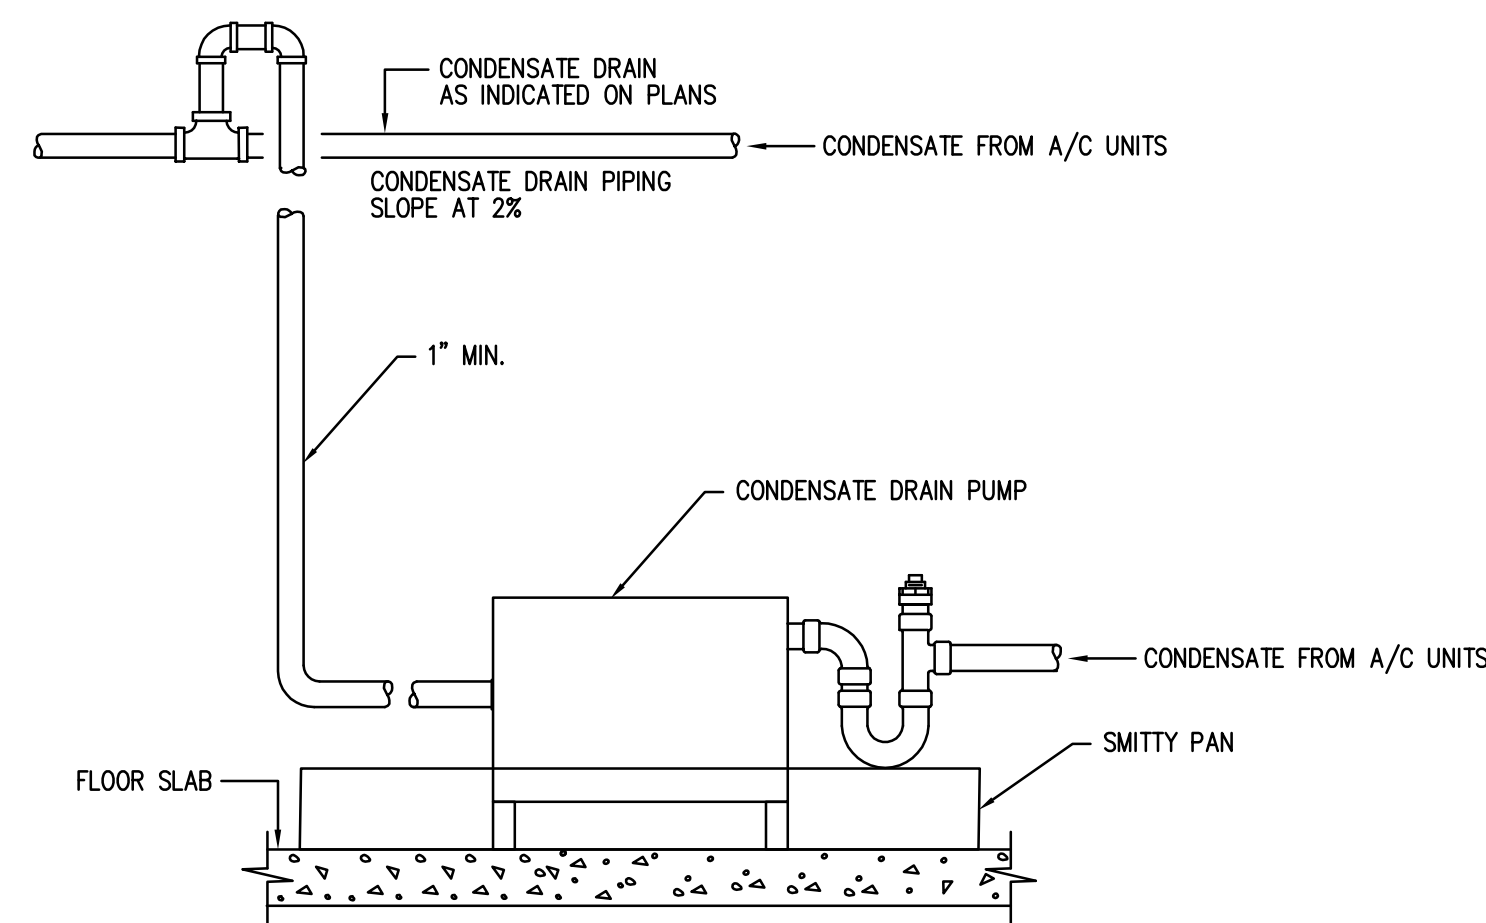 CONDENSATE DRAIN
AS INDICATED ON PLANS
CONDENSATE FROM A/C UNITS
CONDENSATE DRAIN PIPING
SLOPE AT 2%
1" MIN.
CONDENSATE DRAIN PUMP
CONDENSATE FROM A/C UNITS
SMITTY PAN
FLOOR SLAB